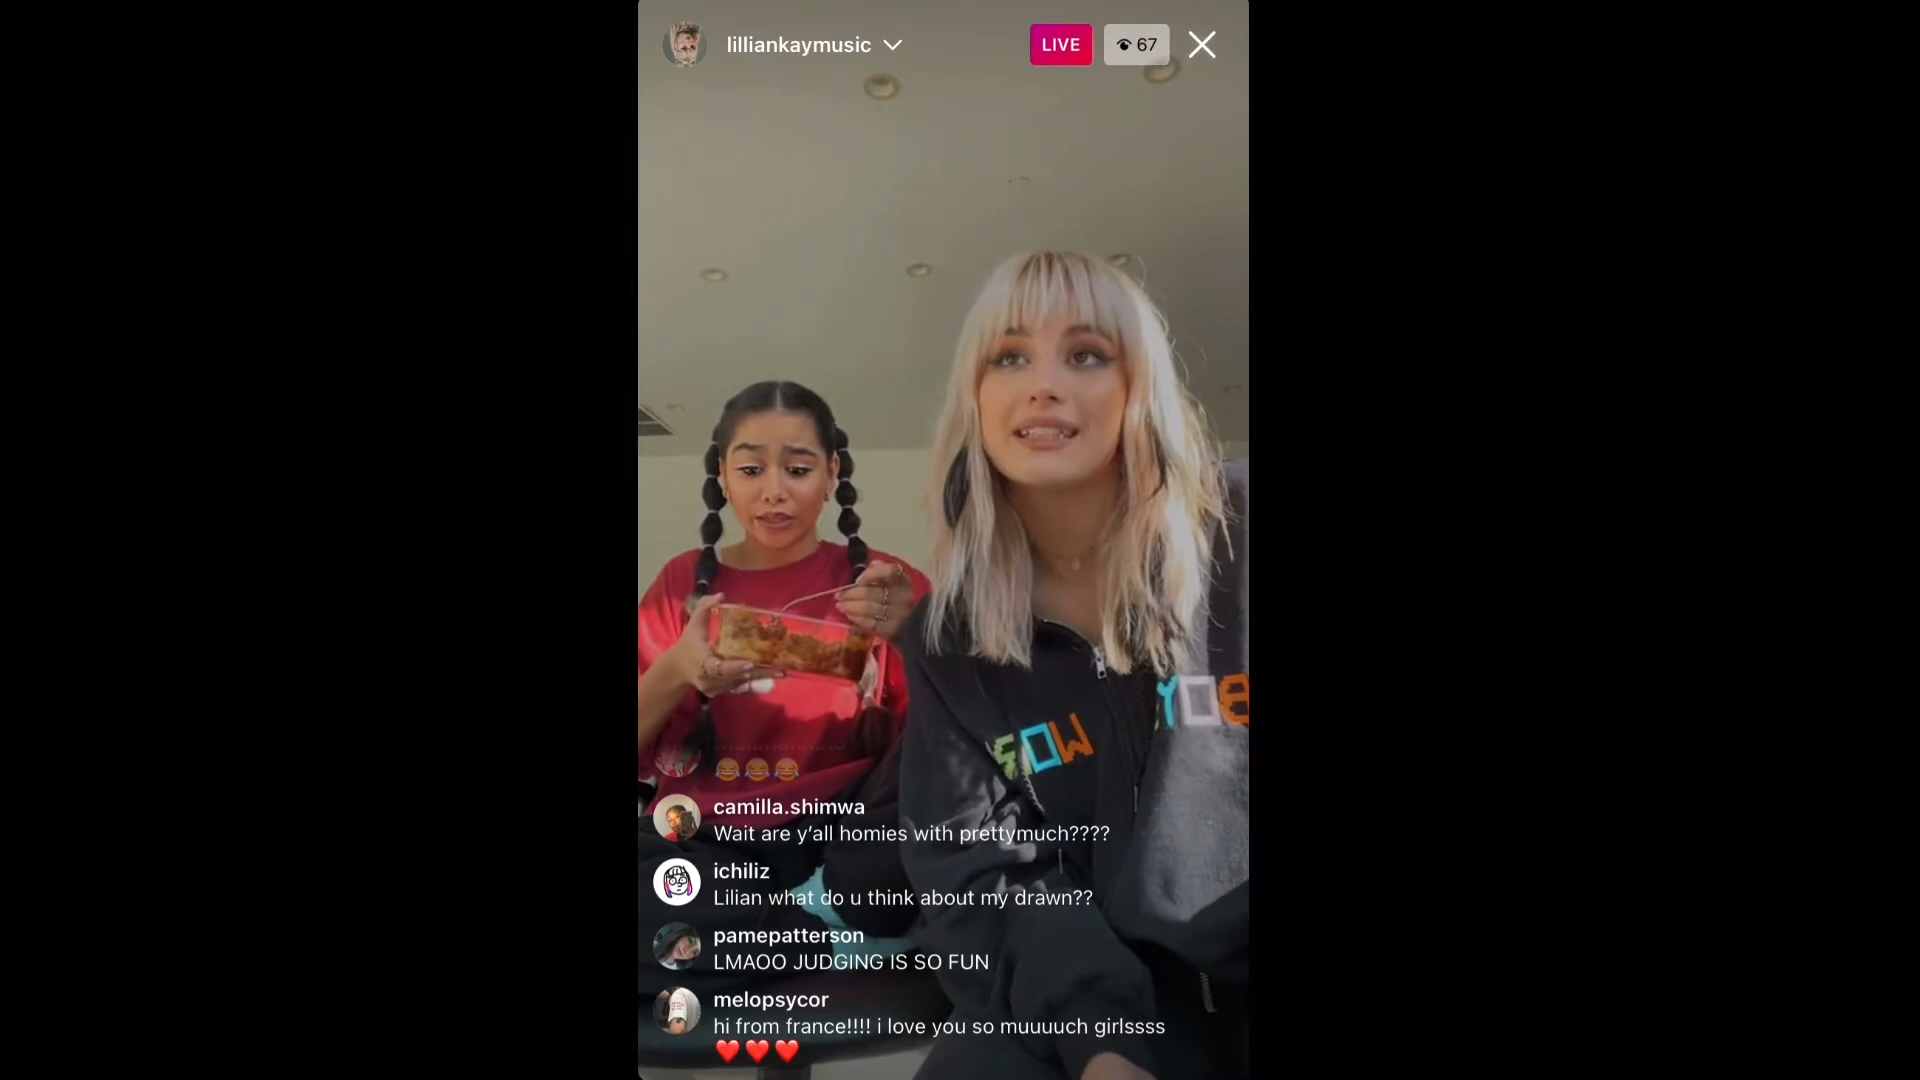 lilliankaymusic
LIVE
67
😂😂😂
camilla.shimwa
Wait are y’all homies with prettymuch????
ichiliz
Lilian what do u think about my drawn??
pamepatterson
LMAOO JUDGING IS SO FUN
melopsycor
hi from france!!!! i love you so muuuuch girlssss
❤️❤️❤️